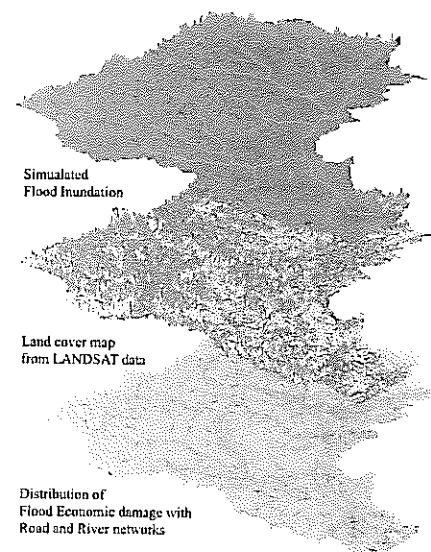 Simualated
Flood Inundation
Land cover map
from LANDSAT data
Distribution of
Flood Economic damage with
Road and River networks